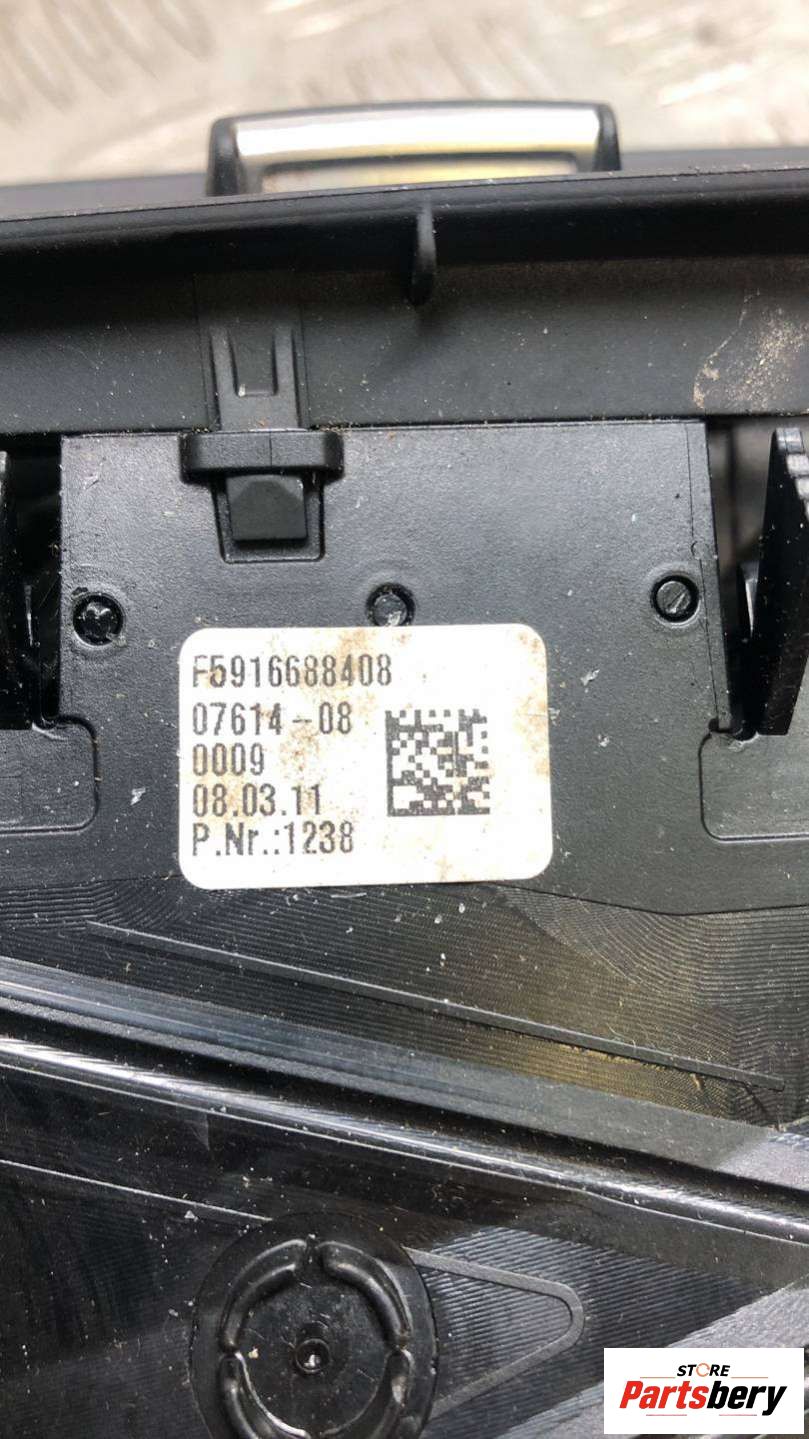 F5916688408
07614-08
0009
08.03.11
P.Nr.:1238
STORE
Partsbery